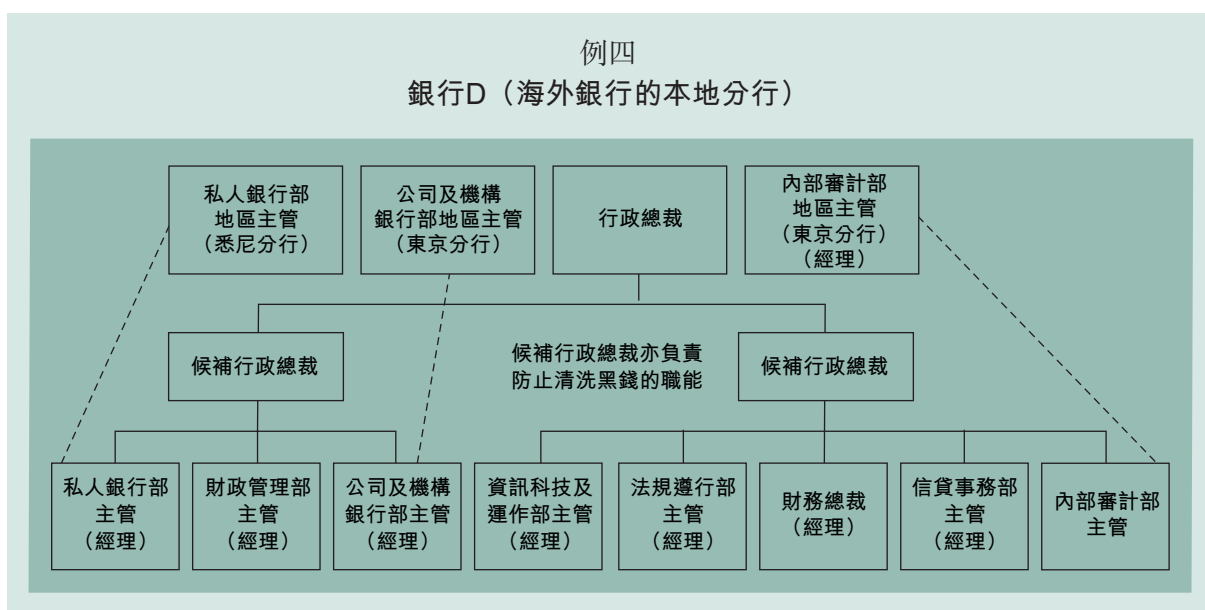 例四
銀行D（海外銀行的本地分行）
私人銀行部
地區主管
（悉尼分行）
公司及機構
銀行部地區主管
（東京分行）
行政總裁
內部審計部
地區主管
（東京分行）
（經理）
候補行政總裁
候補行政總裁亦負責
防止清洗黑錢的職能
候補行政總裁
私人銀行部
主管
（經理）
財政管理部
主管
（經理）
公司及機構
銀行部主管
（經理）
資訊科技及
運作部主管
（經理）
法規遵行部
主管
（經理）
財務總裁
（經理）
信貸事務部
主管
（經理）
內部審計部
主管